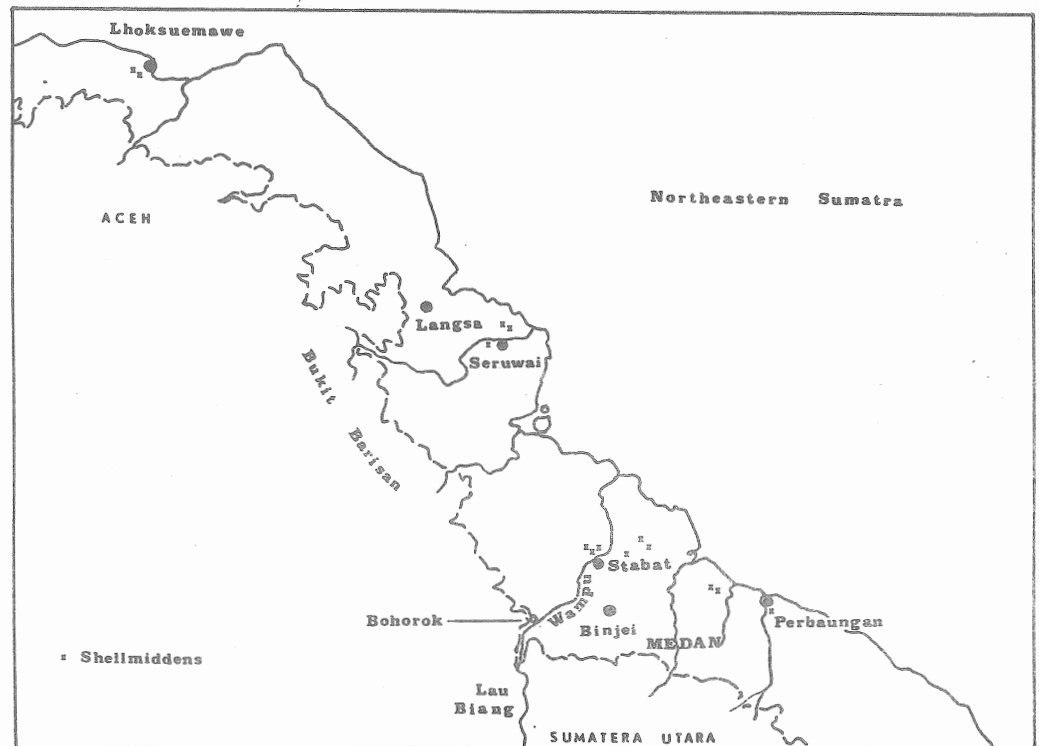 Lhoksuemawe
Northeastern Sumatra
ACEH
Langsa
Seruwai
Bukit Barisan
Stabat
Wampu
Bohorok
Binjei
Perbaungan
MEDAN
x Shellmiddens
Lau
Biang
SUMATERA UTARA